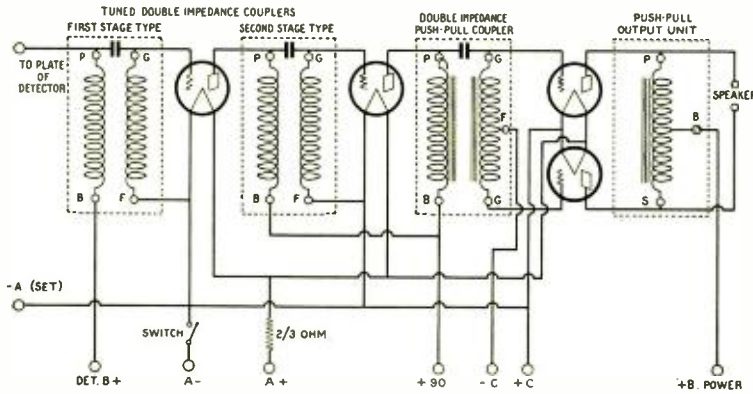 TUNED DOUBLE IMPEDANCE COUPLERS
FIRST STAGE TYPE
SECOND STAGE TYPE
DOUBLE IMPEDANCE
PUSH-PULL COUPLER
PUSH-PULL
OUTPUT UNIT
TO PLATE
OF
DETECTOR
P
G
P
G
P
G
P
SPEAKER
F
B
B
F
B
F
B
G
S
-A (SET)
SWITCH
2/3 OHM
DET. B+
A-
A+
+90
-C
+C
+B. POWER